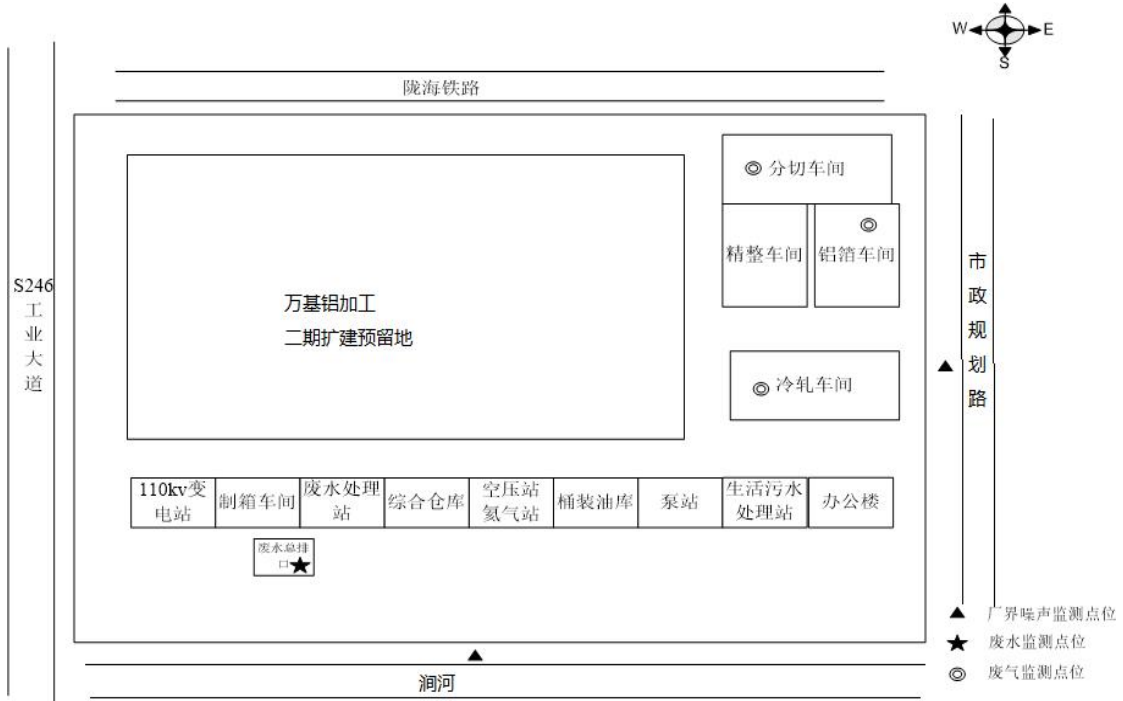 W
E
S
陇海铁路
分切车间
精整车间
铝箔车间
S246
工
业
大
道
万基铝加工
二期扩建预留地
市
政
规
划
路
冷轧车间
110kv变
电站
制箱车间
废水处理
站
综合仓库
空压站
氮气站
桶装油库
泵站
生活污水
处理站
办公楼
废水总排
口
厂界噪声监测点位
废水监测点位
废气监测点位
涧河